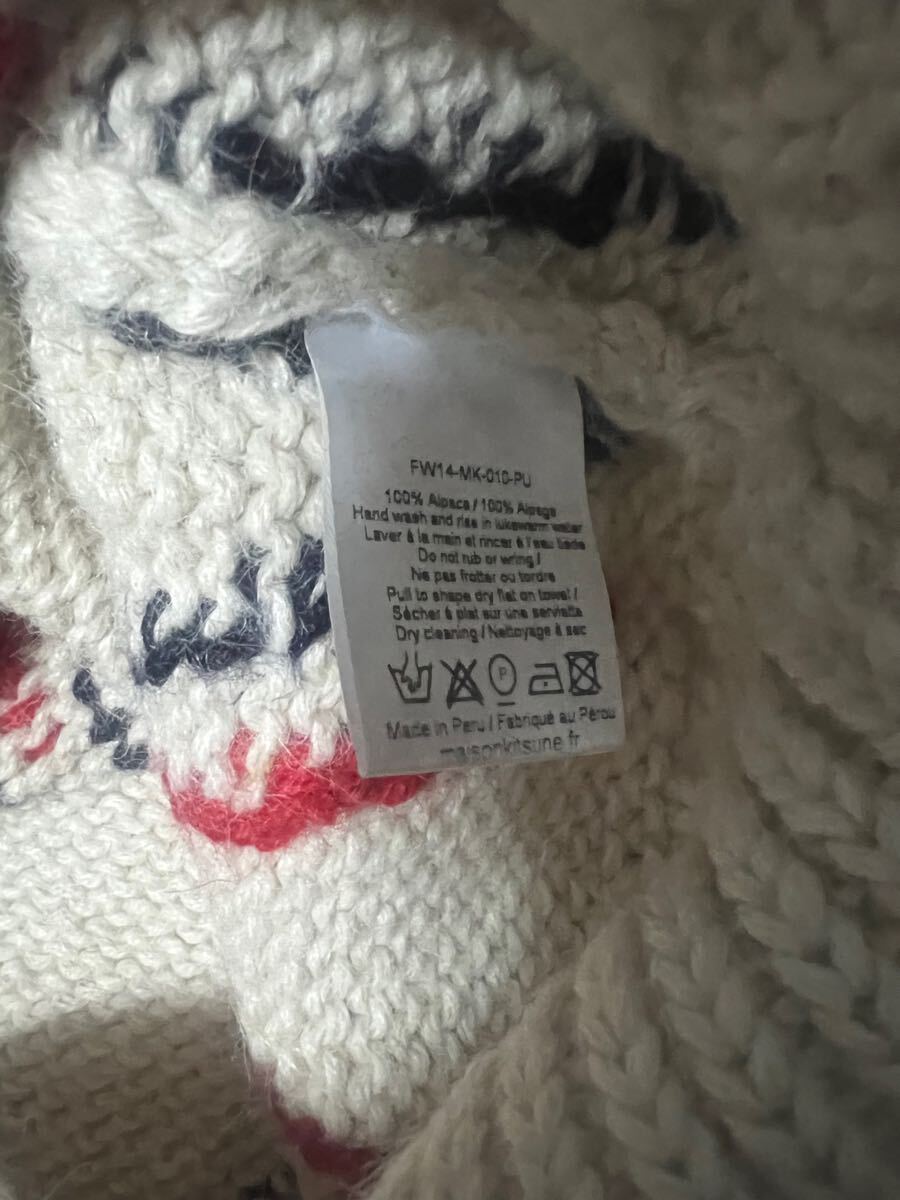 FW14-MK-010-PU
100% Alpaca / 100% Alpage
Hand wash and rise in lukewarm water
Laver à la main et rincer à l'eau tiède
Do not rub or wring /
Ne pas frotter ou tordre
Pull to shape dry flat on towel /
Sécher à plat sur une serviette
Dry cleaning / Nettoyage à sec
P
Made in Peru / Fabriqué au Pérou
maisonkitsune.fr